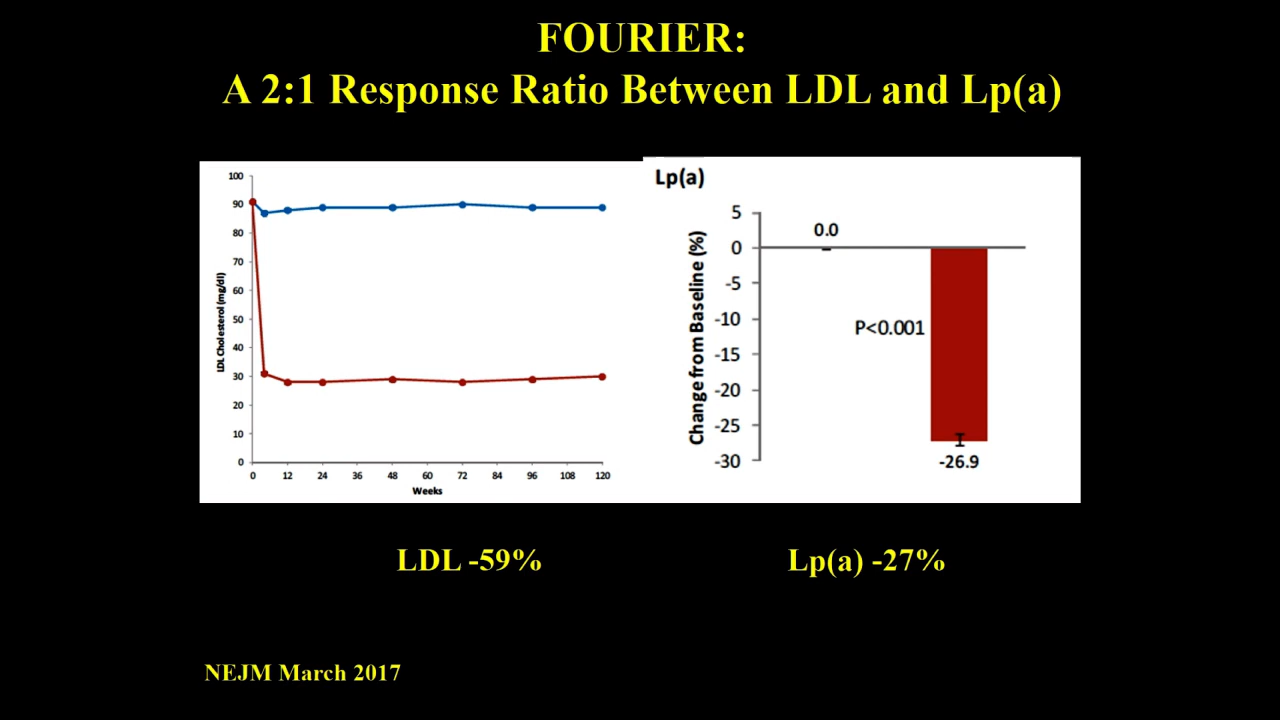 FOURIER:
A 2:1 Response Ratio Between LDL and Lp(a)
100
90
80
70
60
50
40
30
20
10
0
LDL Cholesterol (mg/dl)
0 12 24 36 48 60 72 84 96 108 120
Weeks
Lp(a)
5
0
-5
-10
-15
-20
-25
-30
Change from Baseline (%)
0.0
P<0.001
-26.9
LDL -59%
Lp(a) -27%
NEJM March 2017